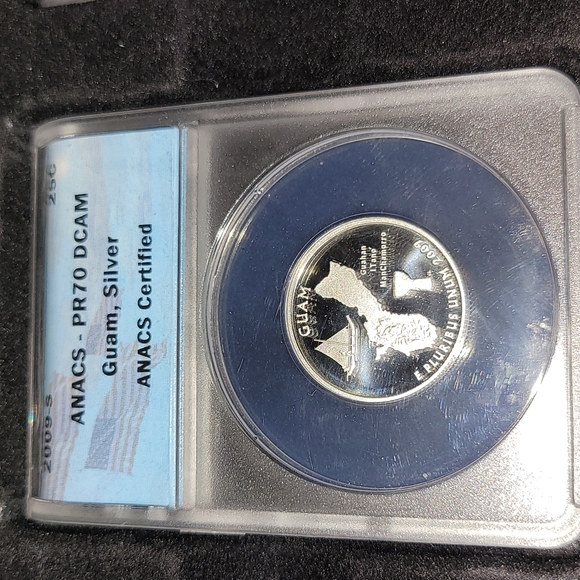 2009-S 25C
ANACS - PR70 DCAM
Guam, Silver
ANACS Certified
GUAM
Guahan
I Tano
ManChamorro
2009
E PLURIBUS UNUM